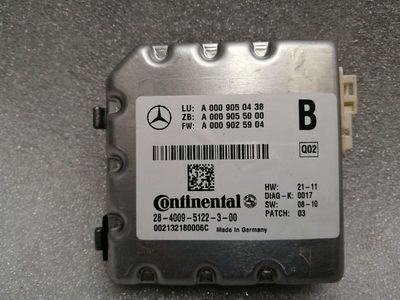 LU: A 000 905 04 38
ZB: A 000 905 50 00
FW: A 000 902 59 04
B
Q02
Continental
HW: 21-11
DIAG-K: 0017
SW: 08-10
PATCH: 03
28-4009-5122-3-00
002132180006C Made in Germany